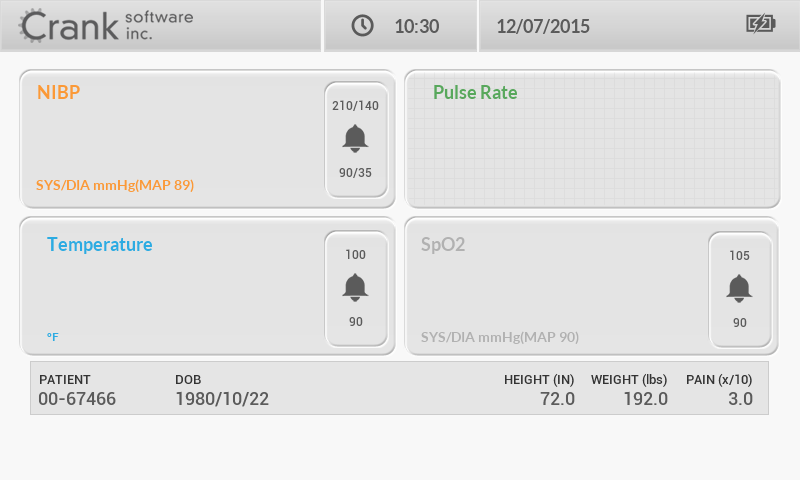 Crank software inc.
10:30
12/07/2015
NIBP
210/140
90/35
SYS/DIA mmHg(MAP 89)
Pulse Rate
Temperature
100
90
°F
SpO2
105
90
SYS/DIA mmHg(MAP 90)
PATIENT DOB HEIGHT (IN) WEIGHT (lbs) PAIN (x/10)
00-67466 1980/10/22 72.0 192.0 3.0